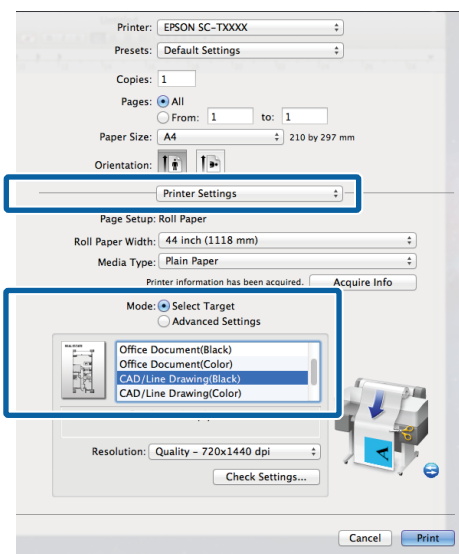 Printer: EPSON SC-TXXXX
Presets: Default Settings
Copies: 1
Pages: All
From: 1 to: 1
Paper Size: A4 210 by 297 mm
Orientation:
Printer Settings
Page Setup: Roll Paper
Roll Paper Width: 44 inch (1118 mm)
Media Type: Plain Paper
Printer information has been acquired. Acquire Info
Mode: Select Target
Advanced Settings
Office Document(Black)
Office Document(Color)
CAD/Line Drawing(Black)
CAD/Line Drawing(Color)
Resolution: Quality – 720x1440 dpi
Check Settings...
Cancel Print